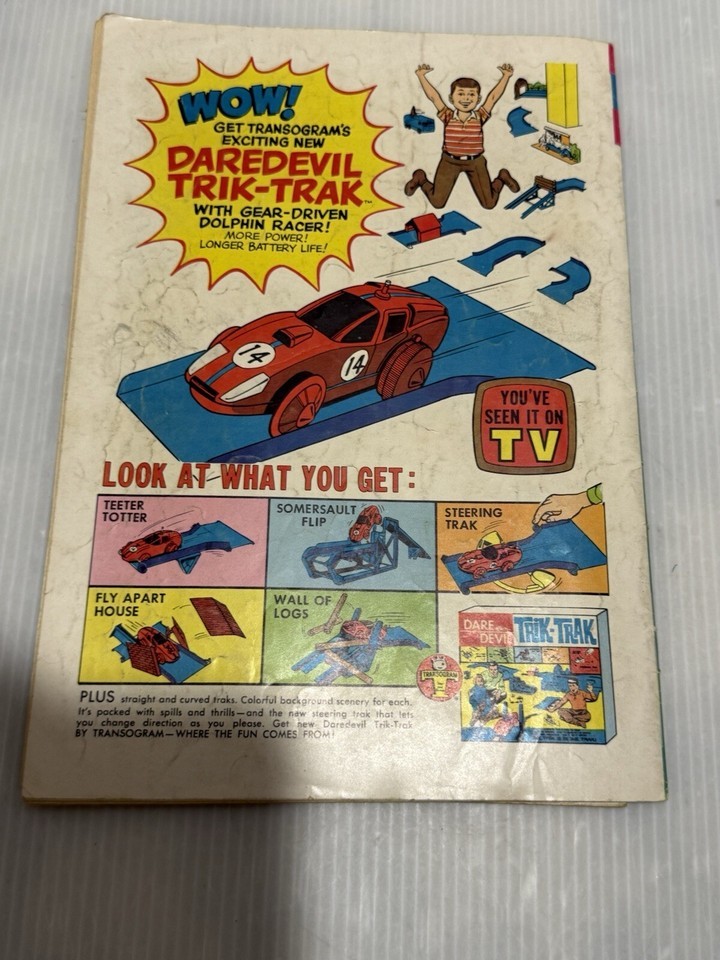 WOW!
GET TRANSOGRAM'S
EXCITING NEW
DAREDEVIL
TRIK-TRAK™
WITH GEAR-DRIVEN
DOLPHIN RACER!
MORE POWER!
LONGER BATTERY LIFE!
14
14
YOU'VE
SEEN IT ON
TV
LOOK AT WHAT YOU GET:
TEETER
TOTTER
SOMERSAULT
FLIP
STEERING
TRAK
FLY APART
HOUSE
WALL OF
LOGS
DARE
DEVIL
TRIK-TRAK
TRANSOGRAM
PLUS straight and curved traks. Colorful background scenery for each.
It's packed with spills and thrills—and the new steering trak that lets
you change direction as you please. Get new Daredevil Trik-Trak
BY TRANSOGRAM—WHERE THE FUN COMES FROM!